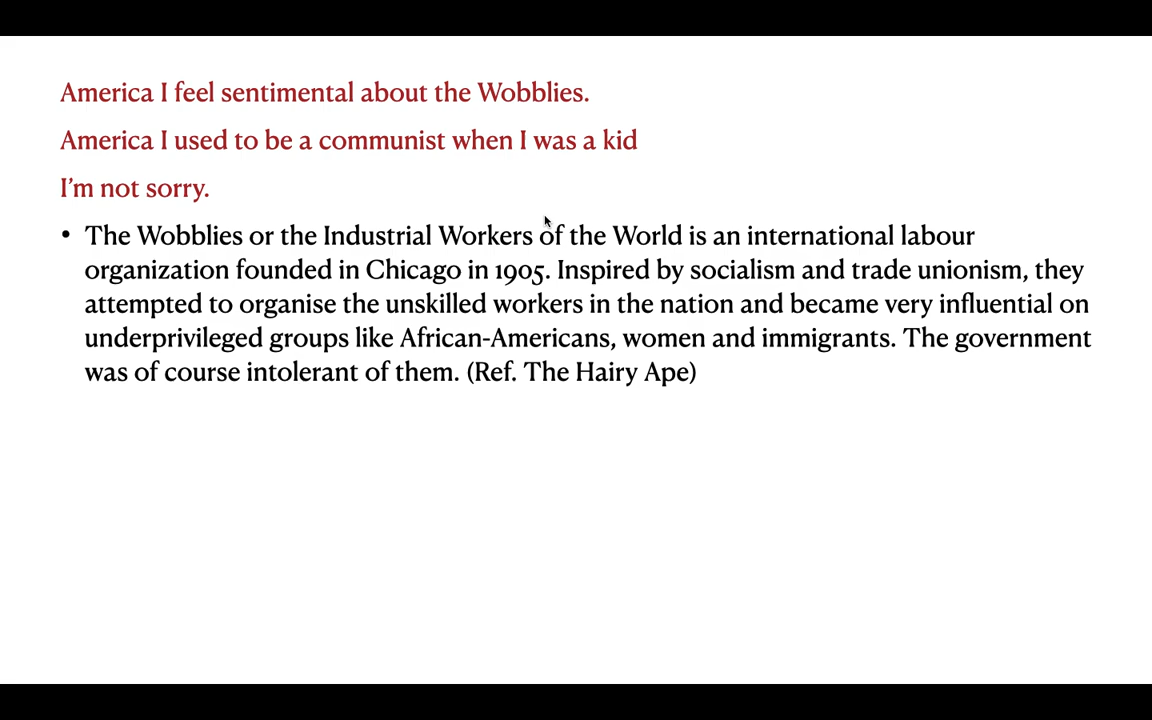 America I feel sentimental about the Wobblies.
America I used to be a communist when I was a kid
I'm not sorry.
• The Wobblies or the Industrial Workers of the World is an international labour
organization founded in Chicago in 1905. Inspired by socialism and trade unionism, they
attempted to organise the unskilled workers in the nation and became very influential on
underprivileged groups like African-Americans, women and immigrants. The government
was of course intolerant of them. (Ref. The Hairy Ape)